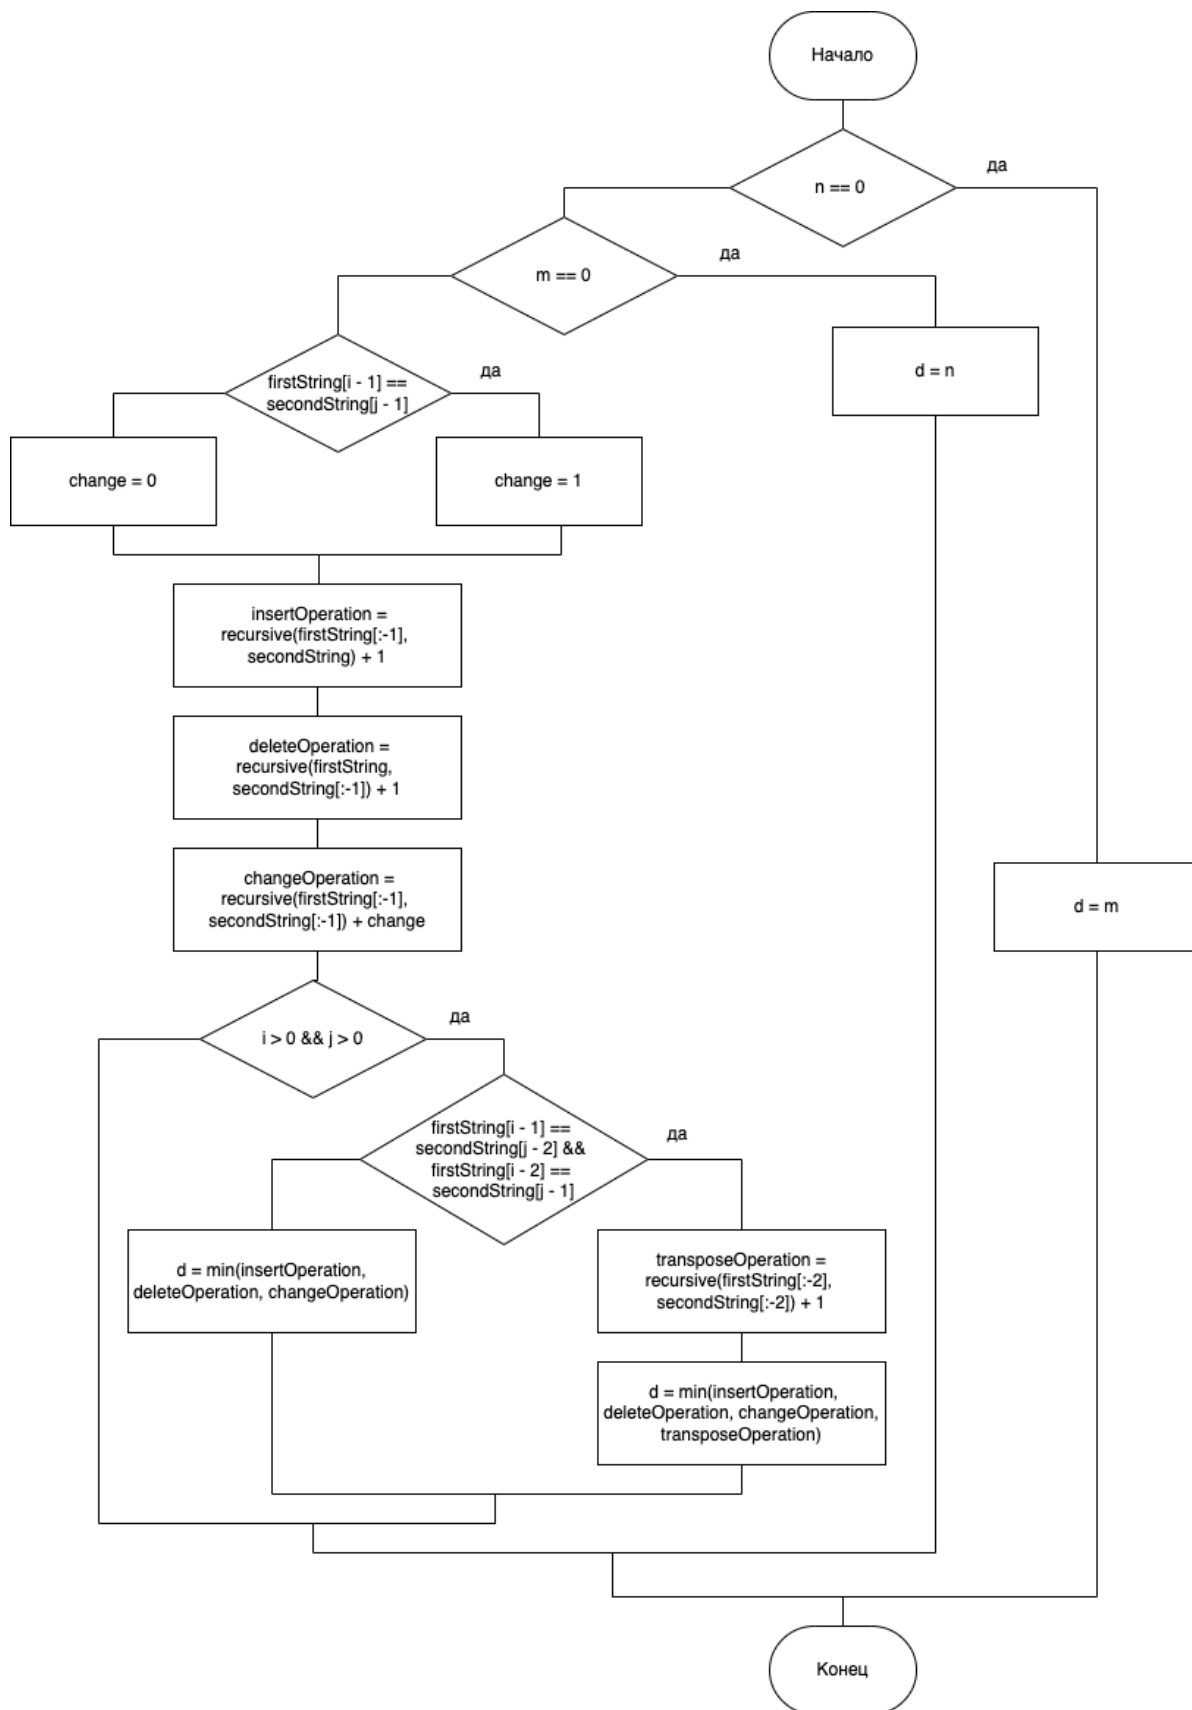 Начало
n == 0
да
m == 0
да
firstString[i - 1] ==
secondString[j - 1]
да
d = n
change = 0
change = 1
insertOperation =
recursive(firstString[:-1],
secondString) + 1
deleteOperation =
recursive(firstString,
secondString[:-1]) + 1
changeOperation =
recursive(firstString[:-1],
secondString[:-1]) + change
d = m
i > 0 && j > 0
да
firstString[i - 1] ==
secondString[j - 2] &&
firstString[i - 2] ==
secondString[j - 1]
да
d = min(insertOperation,
deleteOperation, changeOperation)
transposeOperation =
recursive(firstString[:-2],
secondString[:-2]) + 1
d = min(insertOperation,
deleteOperation, changeOperation,
transposeOperation)
Конец